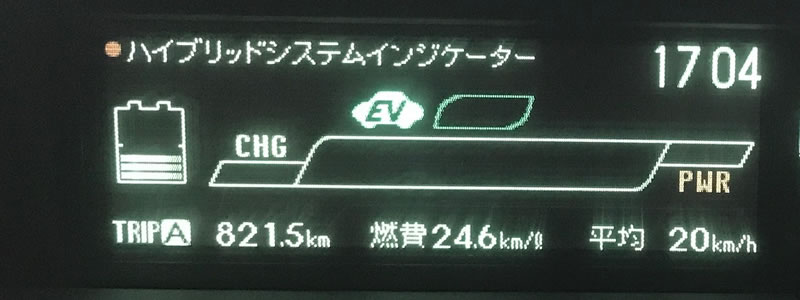 ハイブリッドシステムインジケーター 17 04
EV
CHG
PWR
TRIP A 821.5km 燃費24.6km/ℓ 平均 20km/h